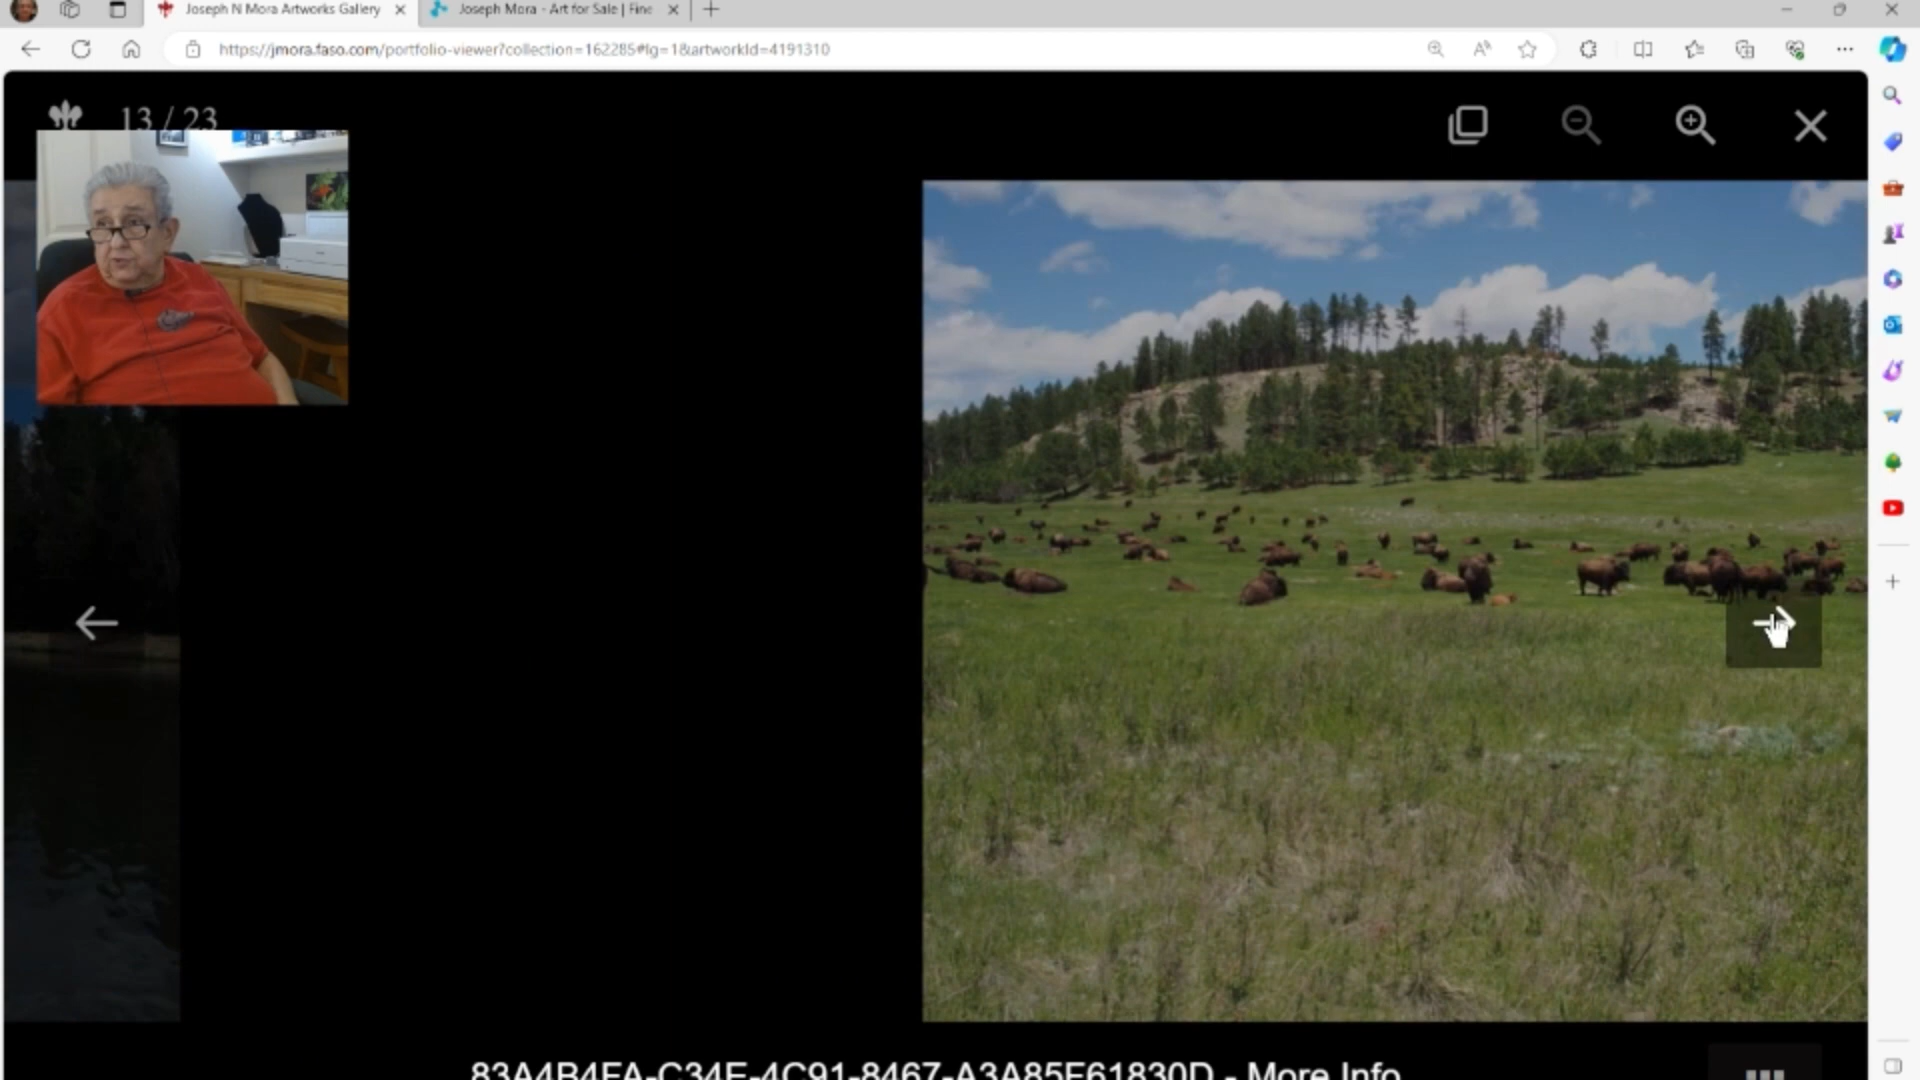 Joseph N Mora Artworks Gallery
Joseph Mora - Art for Sale | Fine
https://jmora.faso.com/portfolio-viewer?collection=162285#lg=1&artworkId=4191310
13 / 23
83A4B4FA-C34E-4C91-8467-A3A85F61830D - More Info